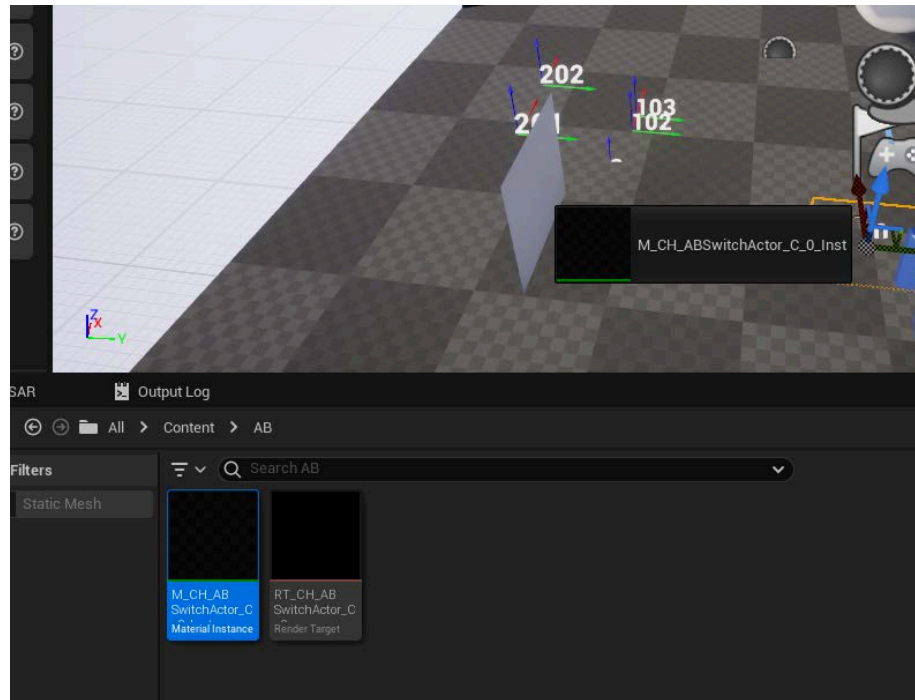 202
103
102
M_CH_ABSwitchActor_C_0_Inst
Z
X
Y
SAR
Output Log
All > Content > AB
Filters
Search AB
Static Mesh
M_CH_AB
SwitchActor_C
Material Instance
RT_CH_AB
SwitchActor_C
Render Target